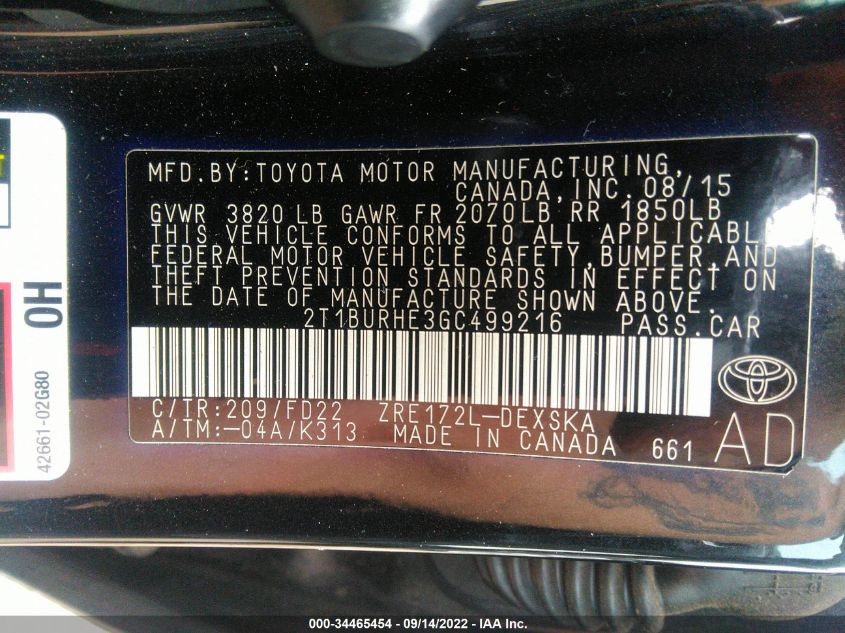 MFD.BY:TOYOTA MOTOR MANUFACTURING,
CANADA, INC. 08/15
GVWR 3820 LB GAWR FR 2070LB RR 1850LB
THIS VEHICLE CONFORMS TO ALL APPLICABLE
FEDERAL MOTOR VEHICLE SAFETY,BUMPER,AND
THEFT PREVENTION STANDARDS IN EFFECT ON
THE DATE OF MANUFACTURE SHOWN ABOVE.
2T1BURHE3GC499216 PASS.CAR
C/TR:209/FD22 ZRE172L-DEXSKA
A/TM:-04A/K313 MADE IN CANADA 661 AD
42661-02G80 OH
000-34465454 - 09/14/2022 - IAA Inc.